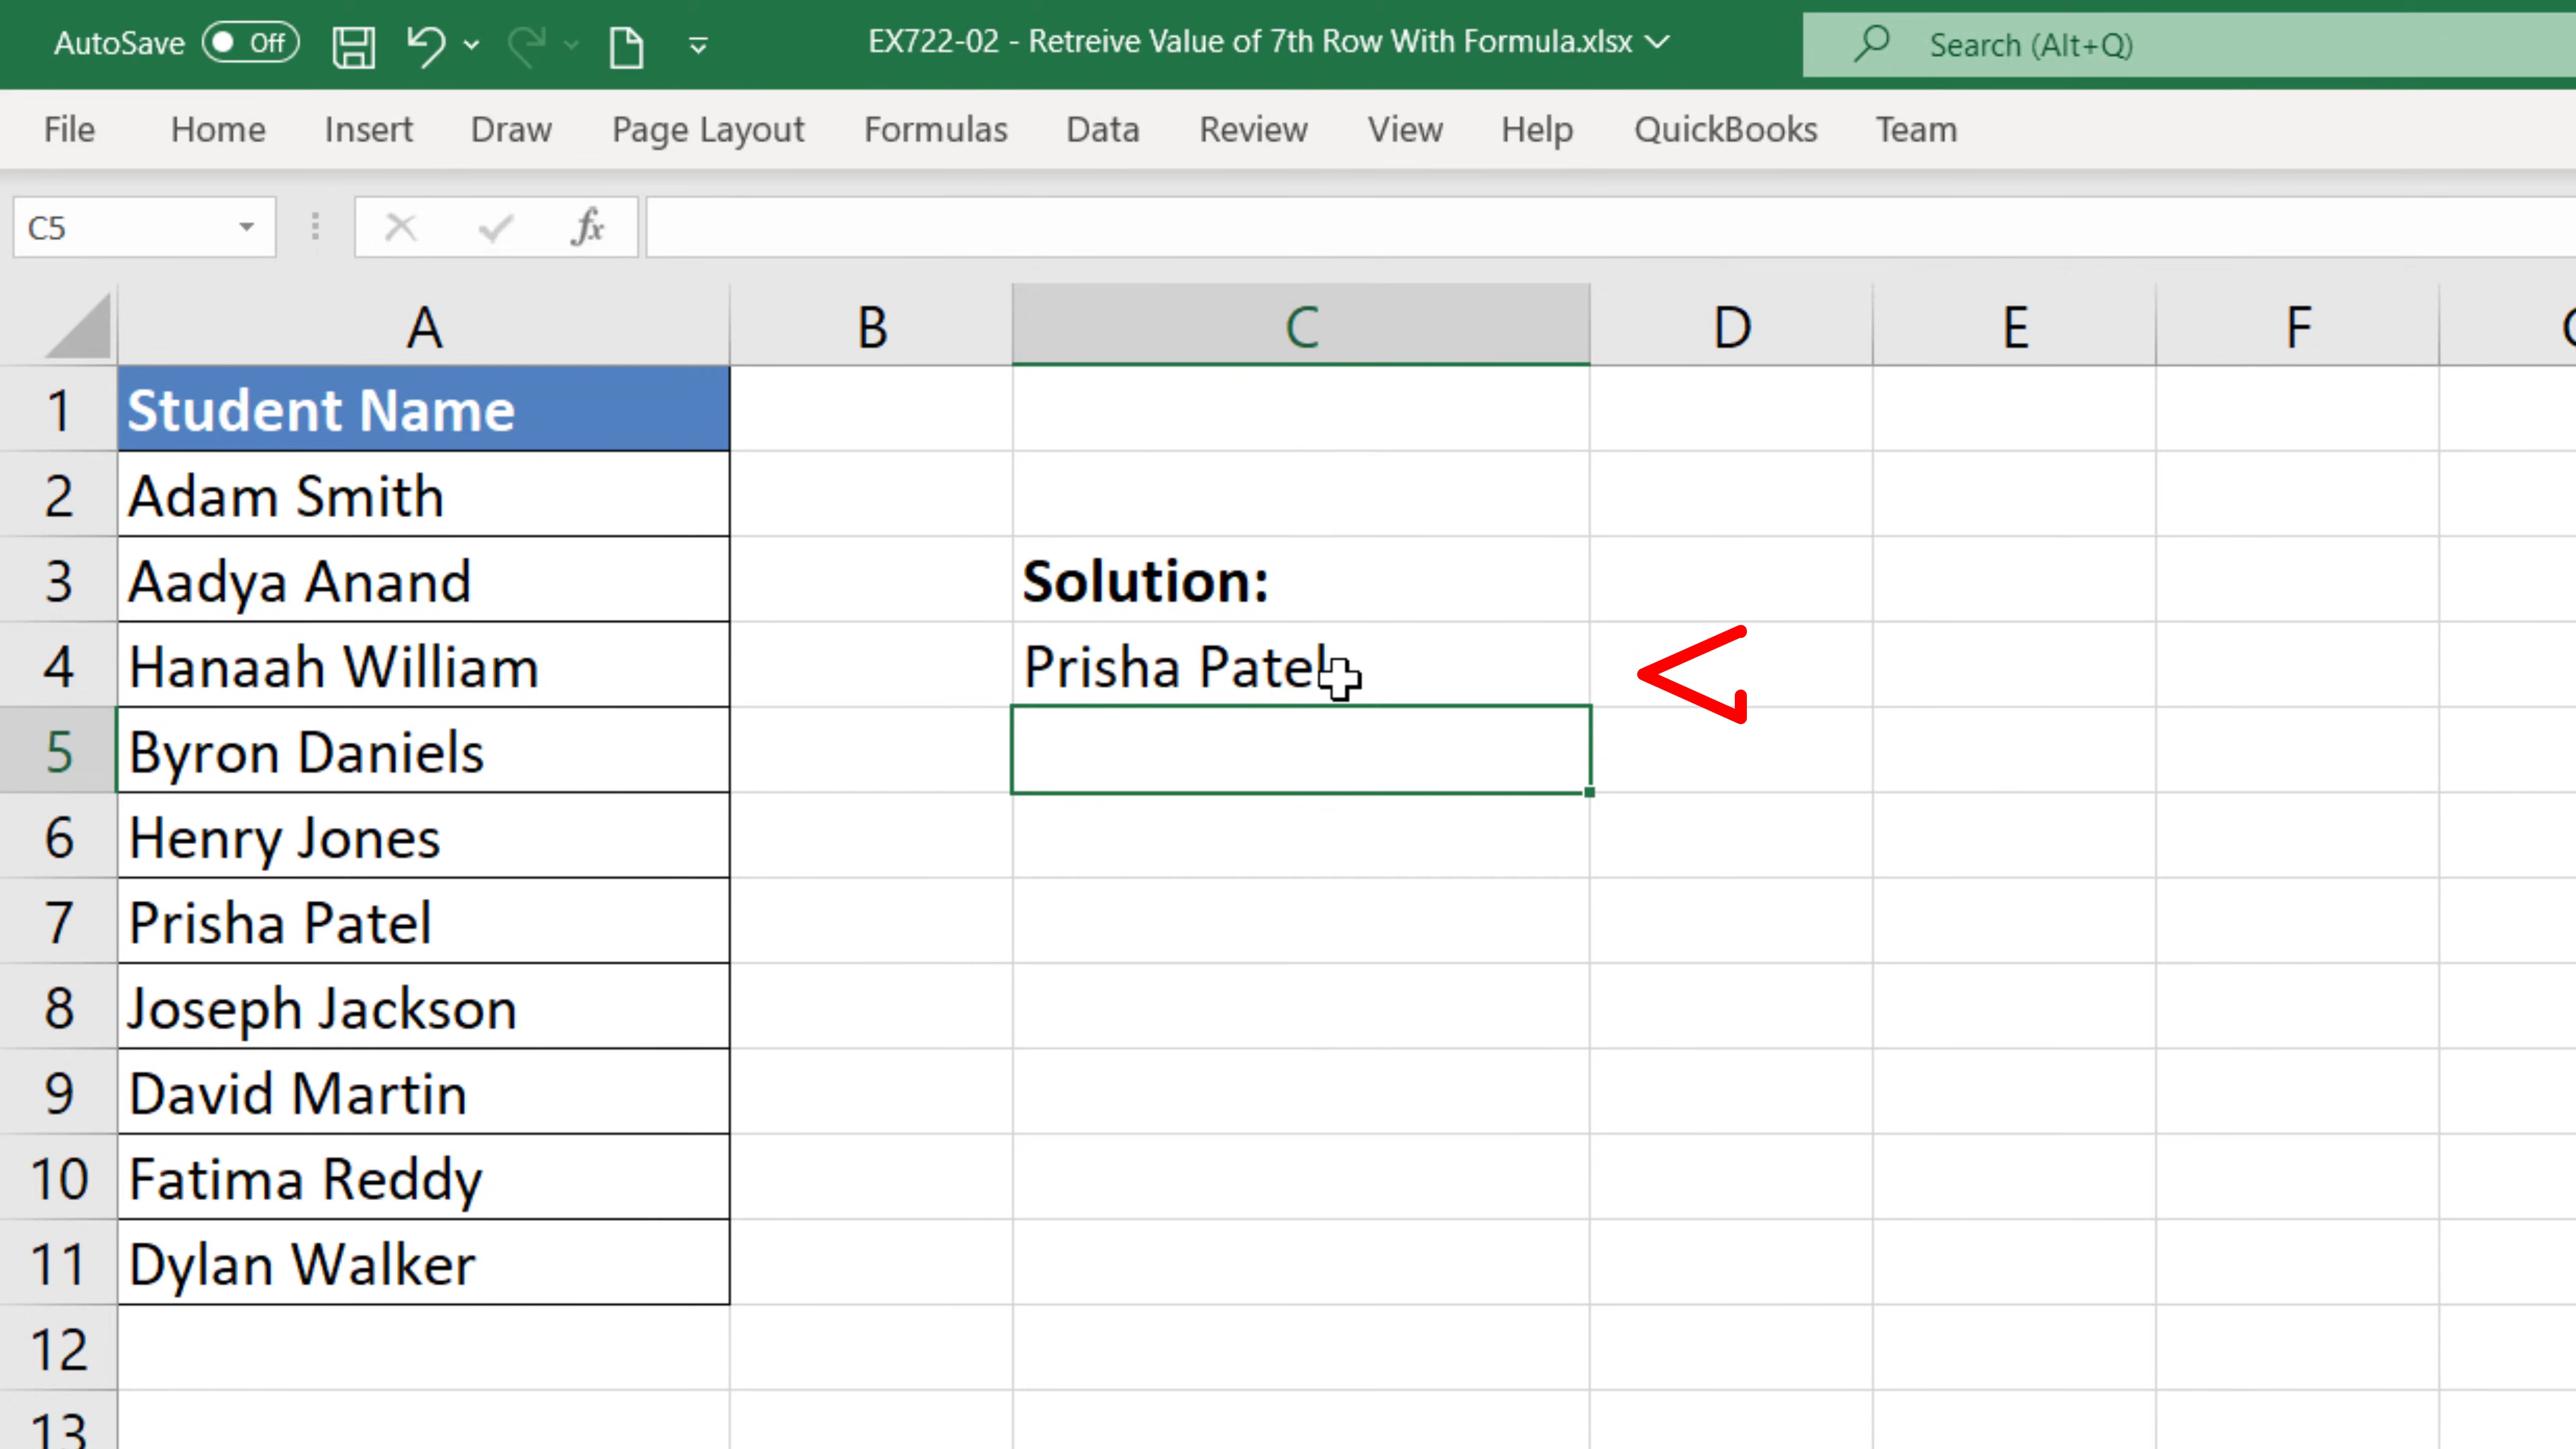 AutoSave Off EX722-02 - Retreive Value of 7th Row With Formula.xlsx Search (Alt+Q)
File Home Insert Draw Page Layout Formulas Data Review View Help QuickBooks Team
C5 fx
A B C D E F
1 Student Name
2 Adam Smith
3 Aadya Anand Solution:
4 Hanaah William Prisha Patel
5 Byron Daniels
6 Henry Jones
7 Prisha Patel
8 Joseph Jackson
9 David Martin
10 Fatima Reddy
11 Dylan Walker
12
13